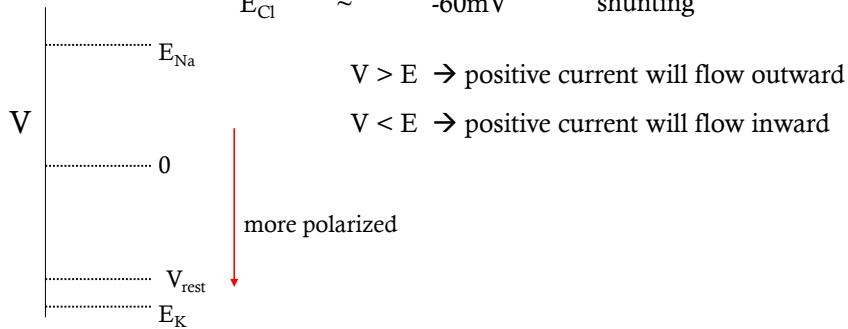 E_Cl ~ -60mV shunting
E_Na
V > E → positive current will flow outward
V
V < E → positive current will flow inward
0
more polarized
V_rest
E_K